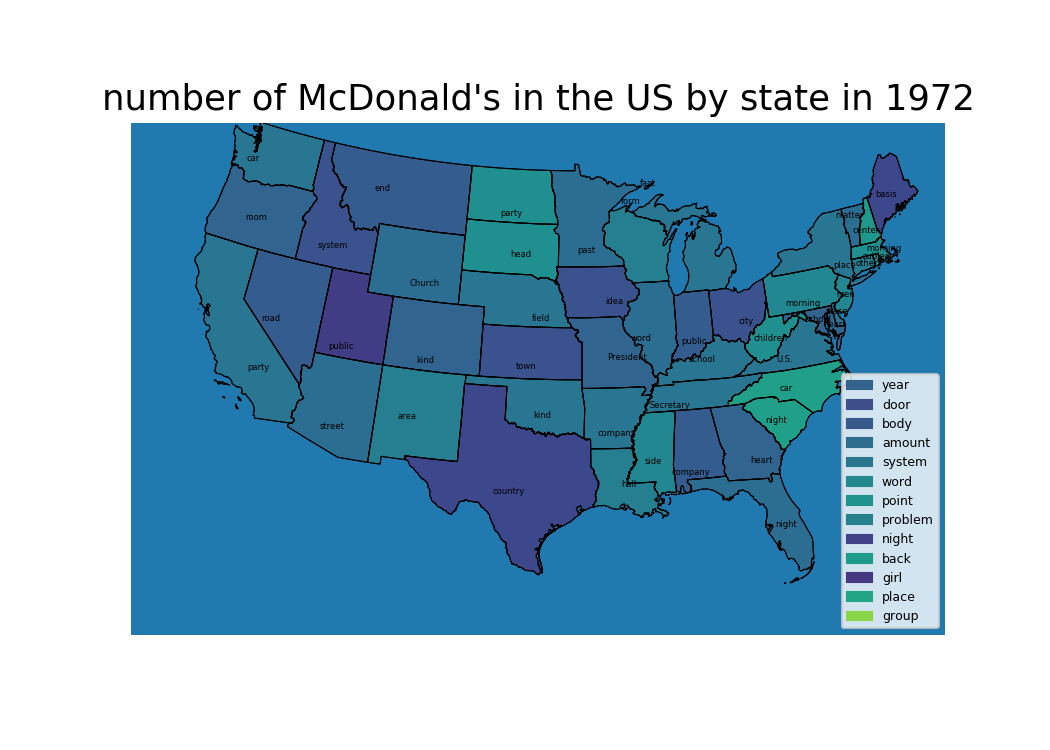 number of McDonald's in the US by state in 1972
car
end
room
system
party
head
form
fact
past
basis
matter
center
morning
other
place
Church
idea
field
road
public
kind
town
word
President
public
city
morning
children
school
U.S.
party
street
area
kind
Secretary
company
car
night
side
company
heart
hall
country
night
year
door
body
amount
system
word
point
problem
night
back
girl
place
group